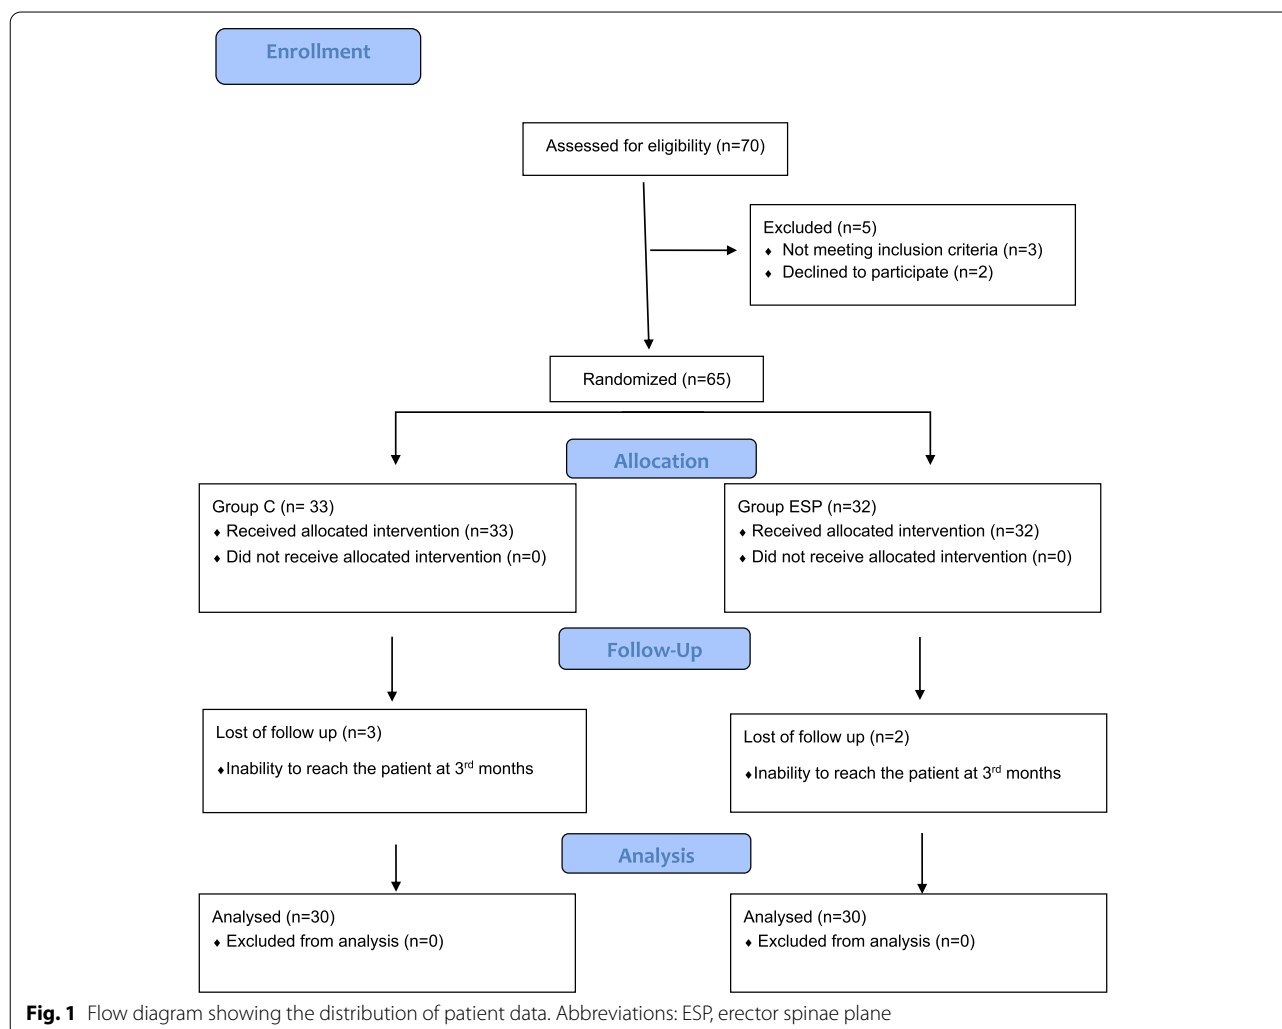 Enrollment
Assessed for eligibility (n=70)
Excluded (n=5)
♦ Not meeting inclusion criteria (n=3)
♦ Declined to participate (n=2)
Randomized (n=65)
Allocation
Group C (n= 33)
♦ Received allocated intervention (n=33)
♦ Did not receive allocated intervention (n=0)
Group ESP (n=32)
♦ Received allocated intervention (n=32)
♦ Did not receive allocated intervention (n=0)
Follow-Up
Lost of follow up (n=3)
♦Inability to reach the patient at 3rd months
Lost of follow up (n=2)
♦Inability to reach the patient at 3rd months
Analysis
Analysed (n=30)
♦ Excluded from analysis (n=0)
Analysed (n=30)
♦ Excluded from analysis (n=0)
Fig. 1 Flow diagram showing the distribution of patient data. Abbreviations: ESP, erector spinae plane